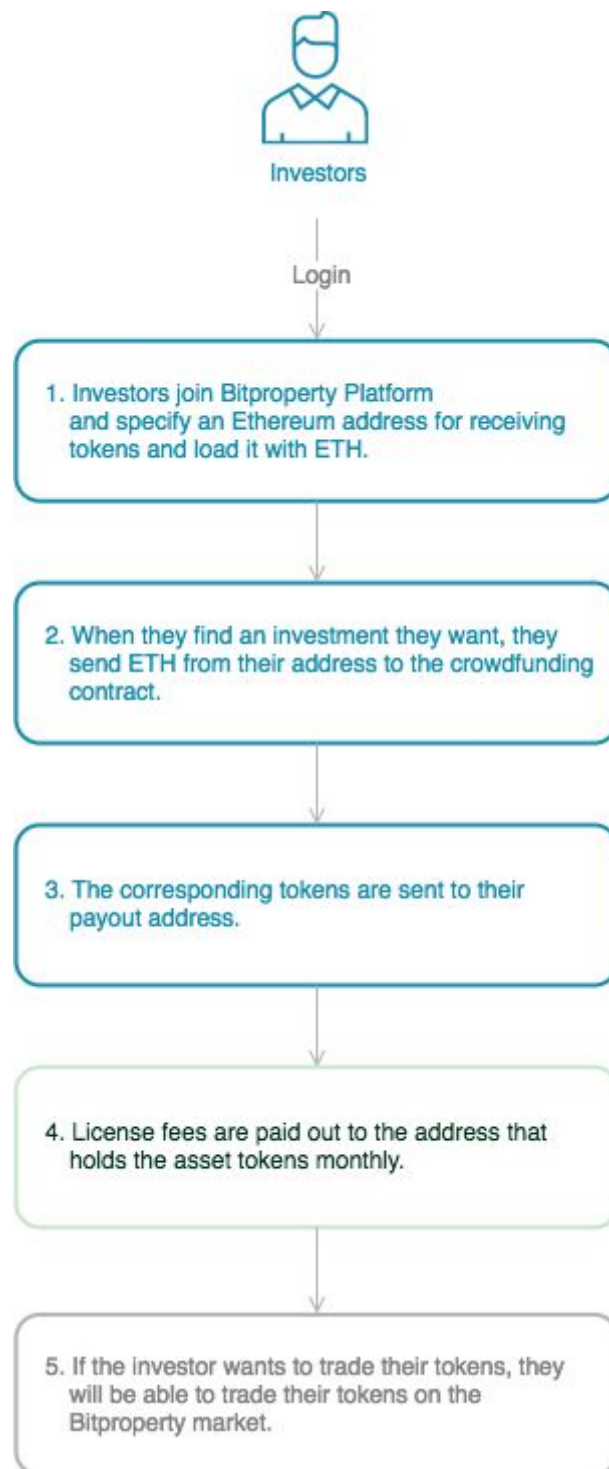 Investors
Login
1. Investors join Bitproperty Platform
and specify an Ethereum address for receiving
tokens and load it with ETH.
2. When they find an investment they want, they
send ETH from their address to the crowdfunding
contract.
3. The corresponding tokens are sent to their
payout address.
4. License fees are paid out to the address that
holds the asset tokens monthly.
5. If the investor wants to trade their tokens, they
will be able to trade their tokens on the
Bitproperty market.